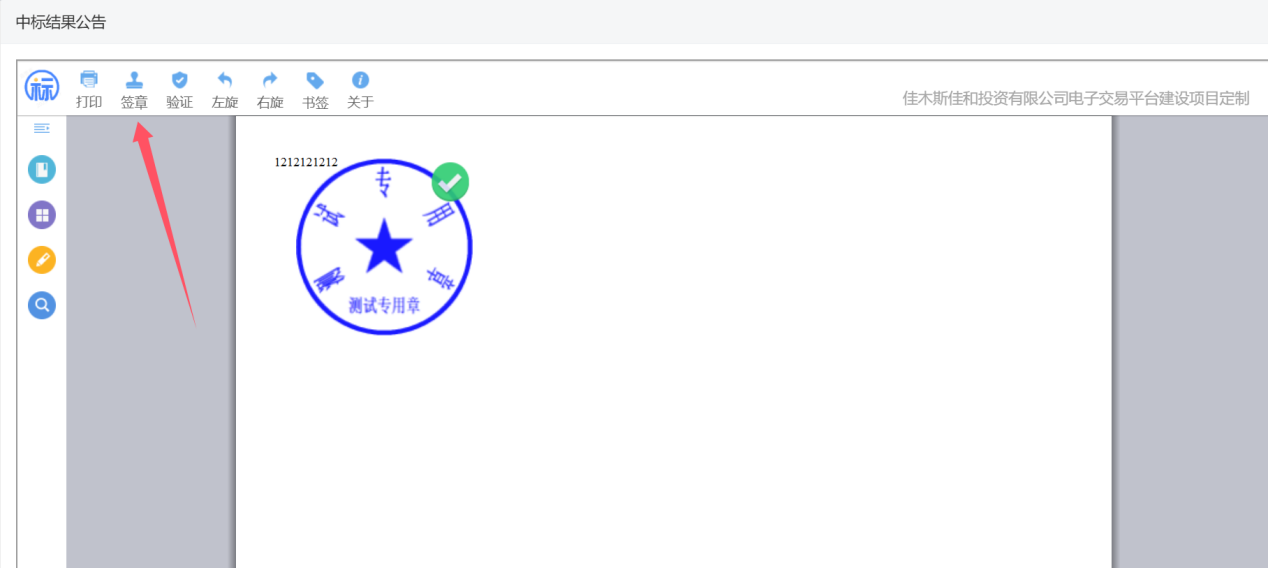 中标结果公告
标
打印 签章 验证 左旋 右旋 书签 关于
佳木斯佳和投资有限公司电子交易平台建设项目定制
1212121212
测试专用章
测试专用章